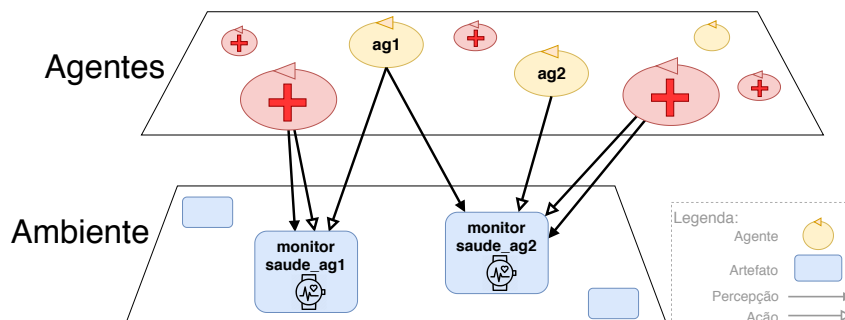 Agentes
ag1
ag2
Ambiente
monitor
saude_ag1
monitor
saude_ag2
Legenda:
Agente
Artefato
Percepção
Ação